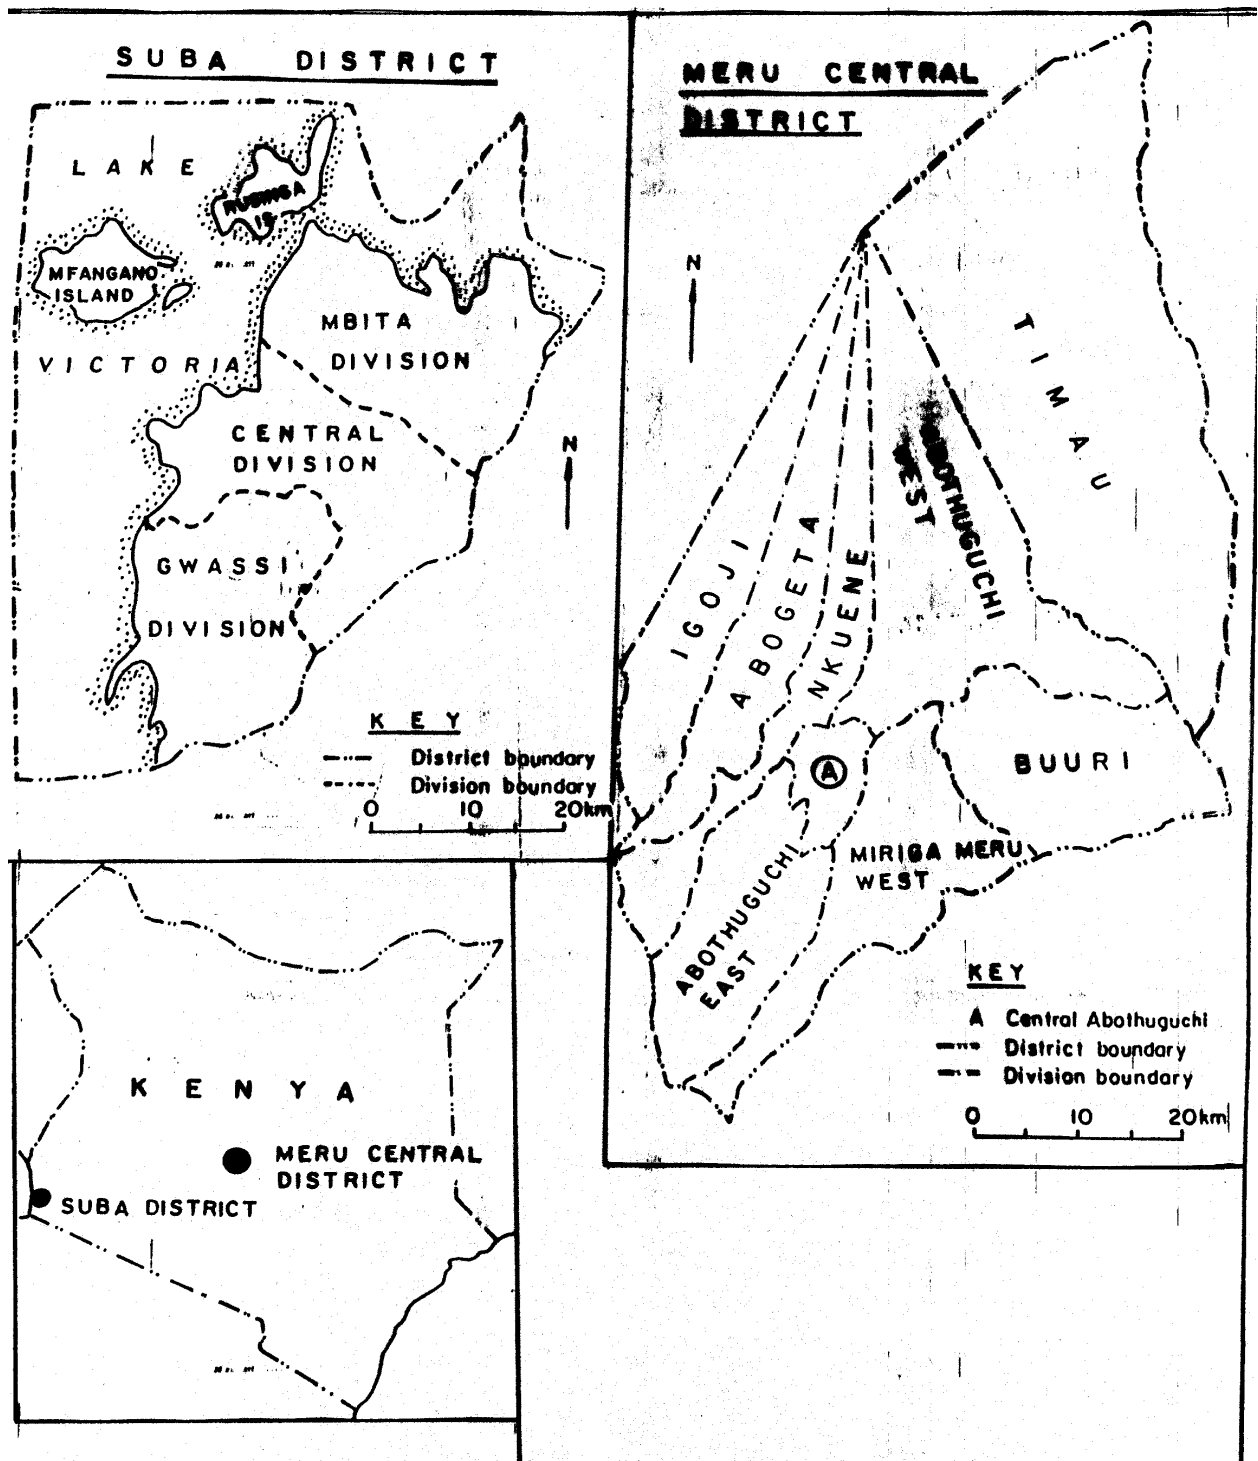 SUBA DISTRICT
LAKE
RUSINGA
IS
MFANGANO
ISLAND
VICTORIA
MBITA
DIVISION
CENTRAL
DIVISION
N
GWASSI
DIVISION
KEY
District boundary
Division boundary
0 10 20km
MERU CENTRAL
DISTRICT
N
TIMAU
ABOTHUGUCHI
WEST
IGOJI
ABOGETA
NKUENE
A
BUURI
MIRIGA MERU
WEST
ABOTHUGUCHI
EAST
KEY
A Central Abothuguchi
District boundary
Division boundary
0 10 20km
KENYA
MERU CENTRAL
DISTRICT
SUBA DISTRICT